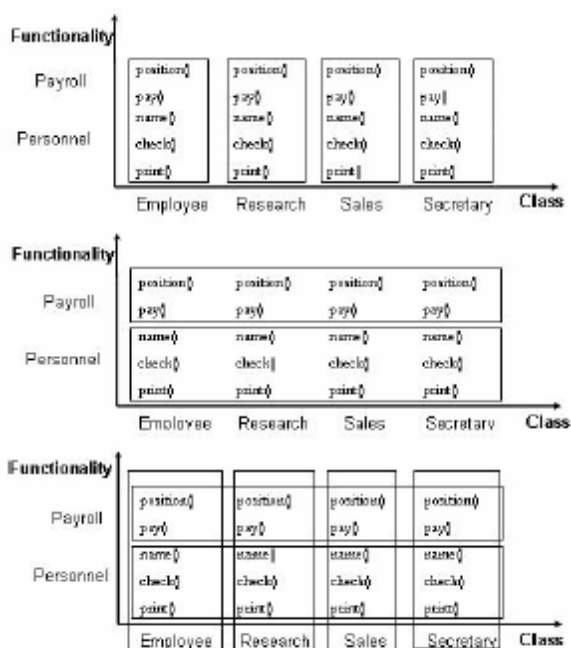 Functionality
position() position() position() position()
Payroll
pay() pay() pay() pay()
name() name() name() name()
Personnel
check() check() check() check()
print() print() print() print()
Employee Research Sales Secretary Class
Functionality
position() position() position() position()
Payroll
pay() pay() pay() pay()
name() name() name() name()
Personnel
check() check() check() check()
print() print() print() print()
Employee Research Sales Secretary Class
Functionality
position() position() position() position()
Payroll
pay() pay() pay() pay()
name() name() name() name()
Personnel
check() check() check() check()
print() print() print() print()
Employee Research Sales Secretary Class